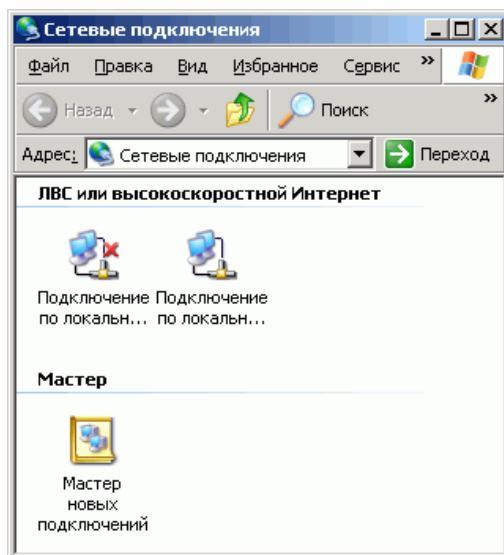 Сетевые подключения
Файл Правка Вид Избранное Сервис »
Назад Поиск »
Адрес: Сетевые подключения Переход
ЛВС или высокоскоростной Интернет
Подключение Подключение
по локальн... по локальн...
Мастер
Мастер
новых
подключений